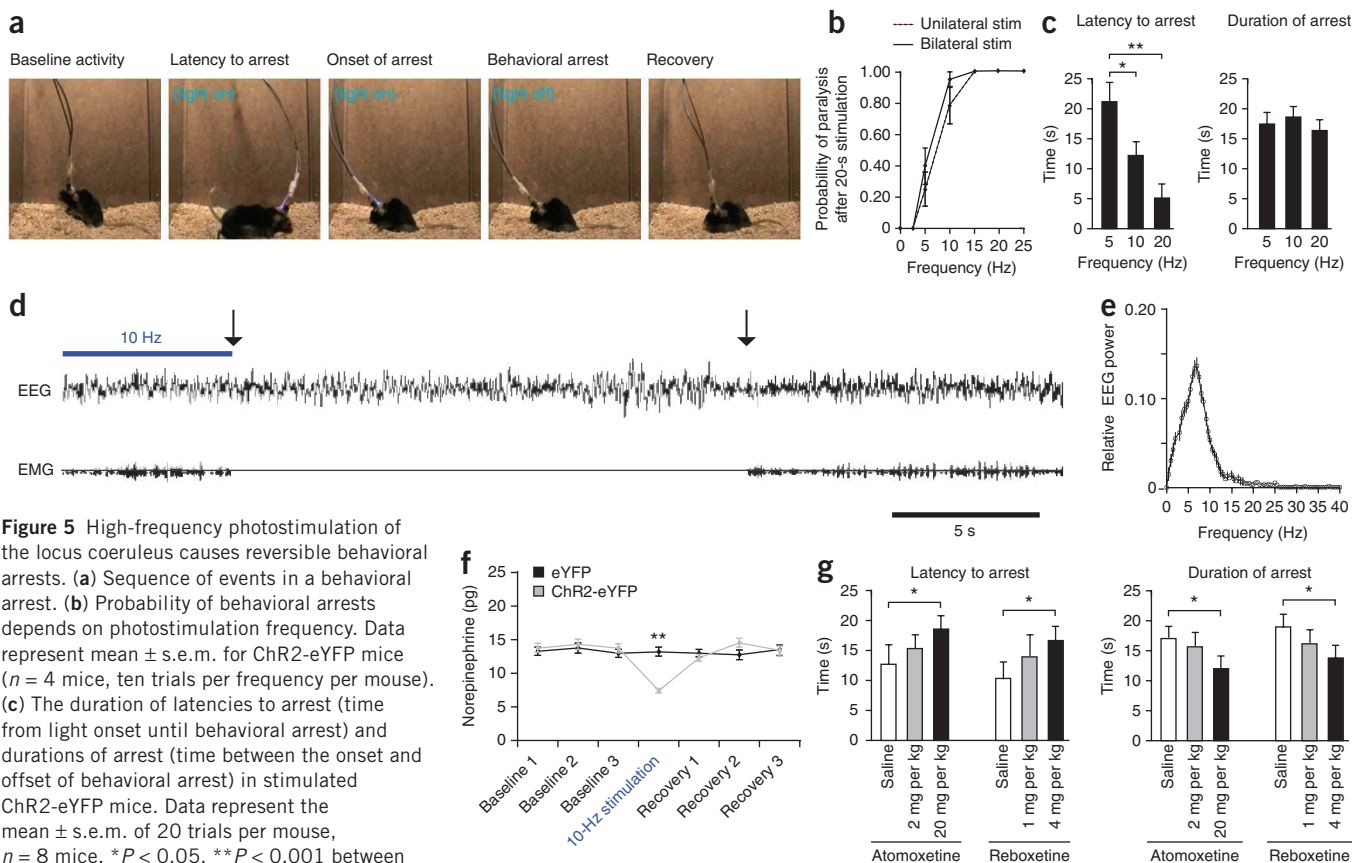 a
Baseline activity
Latency to arrest
Onset of arrest
Behavioral arrest
Recovery
(light on)
(light on)
(light off)
b
Unilateral stim
Bilateral stim
Probability of paralysis
after 20-s stimulation
1.00
0.80
0.60
0.40
0.20
0
0 5 10 15 20 25
Frequency (Hz)
c
Latency to arrest
**
*
Time (s)
25
20
15
10
5
0
5 10 20
Frequency (Hz)
Duration of arrest
Time (s)
25
20
15
10
5
0
5 10 20
Frequency (Hz)
d
10 Hz
EEG
EMG
5 s
e
Relative EEG power
0.20
0.10
0
0 5 10 15 20 25 30 35 40
Frequency (Hz)
Figure 5 High-frequency photostimulation of
the locus coeruleus causes reversible behavioral
arrests. (a) Sequence of events in a behavioral
arrest. (b) Probability of behavioral arrests
depends on photostimulation frequency. Data
represent mean ± s.e.m. for ChR2-eYFP mice
(n = 4 mice, ten trials per frequency per mouse).
(c) The duration of latencies to arrest (time
from light onset until behavioral arrest) and
durations of arrest (time between the onset and
offset of behavioral arrest) in stimulated
ChR2-eYFP mice. Data represent the
mean ± s.e.m. of 20 trials per mouse,
n = 8 mice. *P < 0.05, **P < 0.001 between
f
eYFP
ChR2-eYFP
**
Norepinephrine (pg)
25
20
15
10
5
0
Baseline 1
Baseline 2
Baseline 3
10-Hz stimulation
Recovery 1
Recovery 2
Recovery 3
g
Latency to arrest
*
*
Time (s)
25
20
15
10
5
0
Saline
2 mg per kg
20 mg per kg
Saline
1 mg per kg
4 mg per kg
Atomoxetine
Reboxetine
Duration of arrest
*
*
Time (s)
25
20
15
10
5
0
Saline
2 mg per kg
20 mg per kg
Saline
1 mg per kg
4 mg per kg
Atomoxetine
Reboxetine